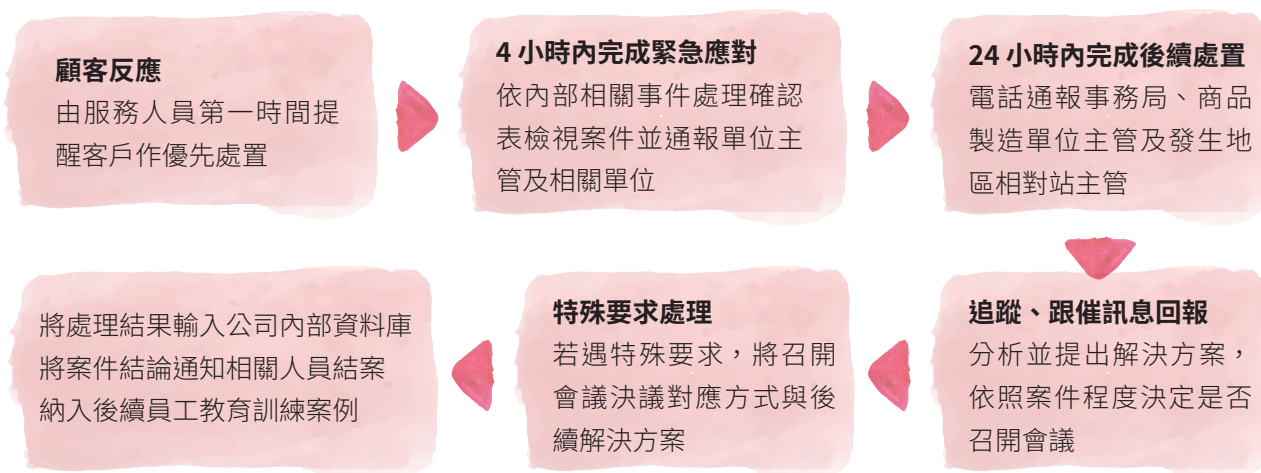 顧客反應
由服務人員第一時間提
醒客戶作優先處置
4 小時內完成緊急應對
依內部相關事件處理確認
表檢視案件並通報單位主
管及相關單位
24 小時內完成後續處置
電話通報事務局、商品
製造單位主管及發生地
區相對站主管
追蹤、跟催訊息回報
分析並提出解決方案，
依照案件程度決定是否
召開會議
特殊要求處理
若遇特殊要求，將召開
會議決議對應方式與後
續解決方案
將處理結果輸入公司內部資料庫
將案件結論通知相關人員結案
納入後續員工教育訓練案例